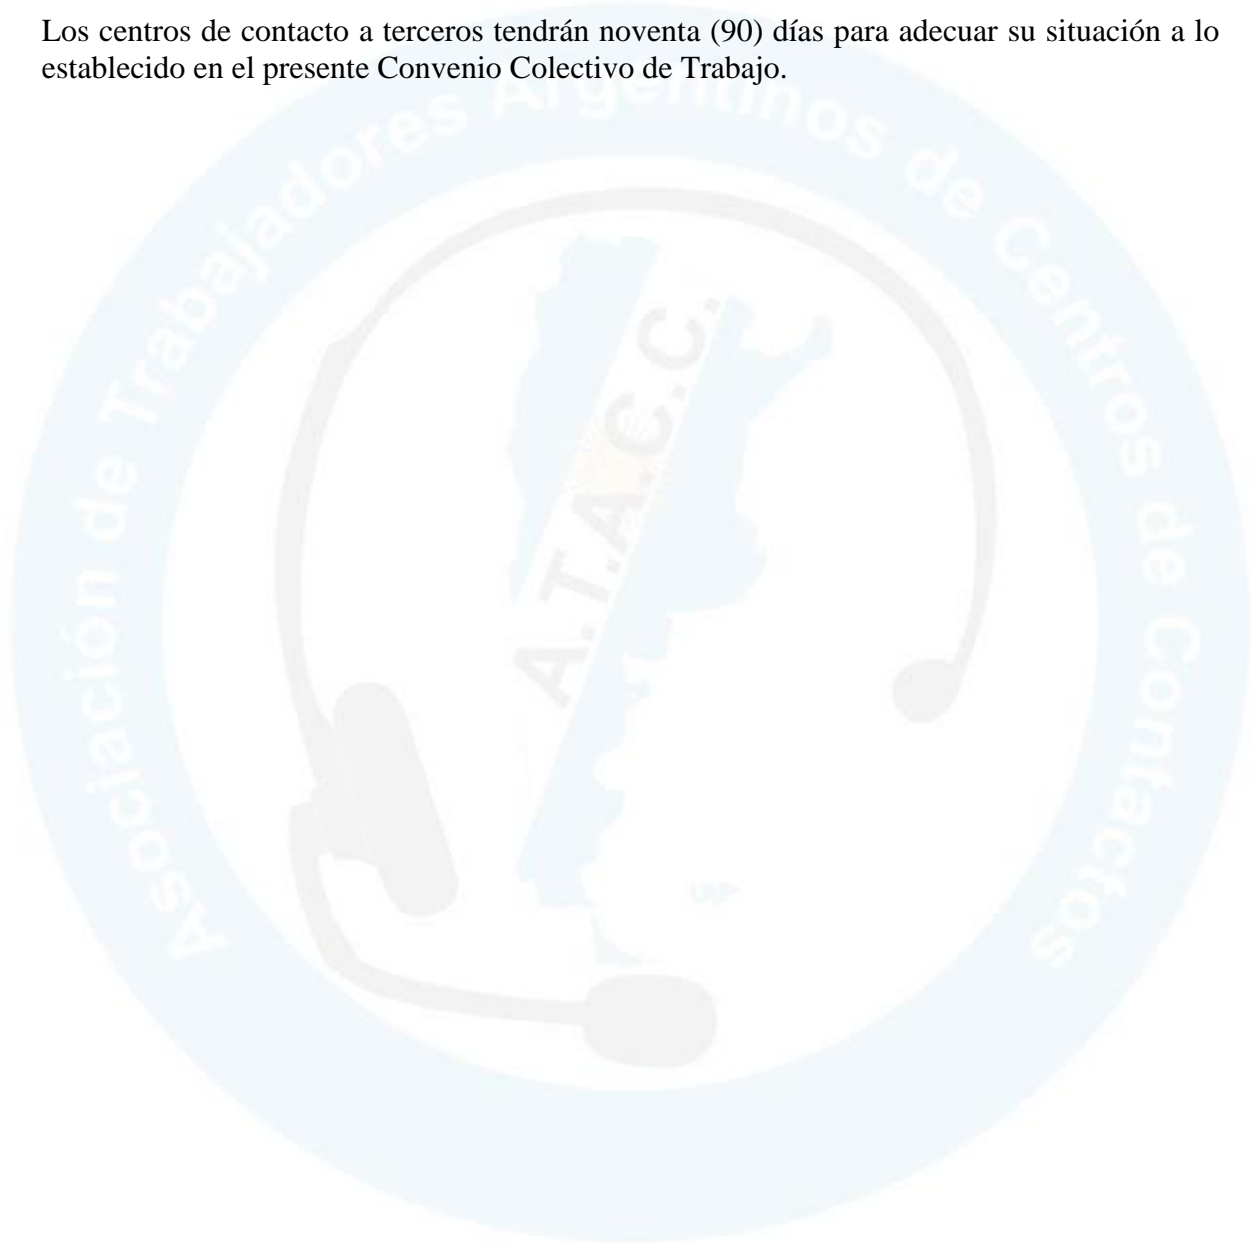 Los centros de contacto a terceros tendrán noventa (90) días para adecuar su situación a lo
establecido en el presente Convenio Colectivo de Trabajo.
Asociación de Trabajadores Argentinos de Centros de Contactos
A.T.A.C.C.